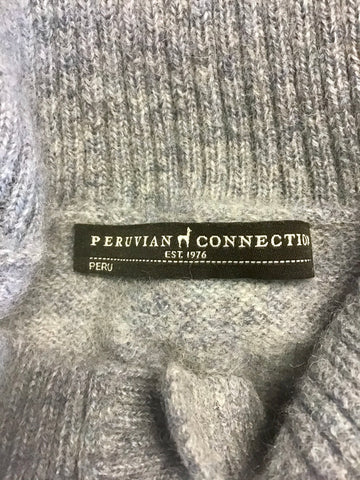 PERUVIAN CONNECTION
EST. 1976
PERU